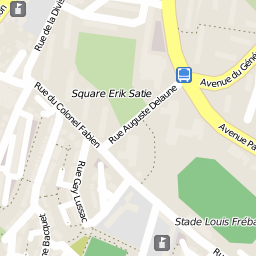 Rue de la Divis
Avenue du Géné
Square Erik Satie
Rue Auguste Delaune
Rue du Colonel Fabien
Avenue Pa
Rue Gay Lussac
Stade Louis Fréba
Bacquet